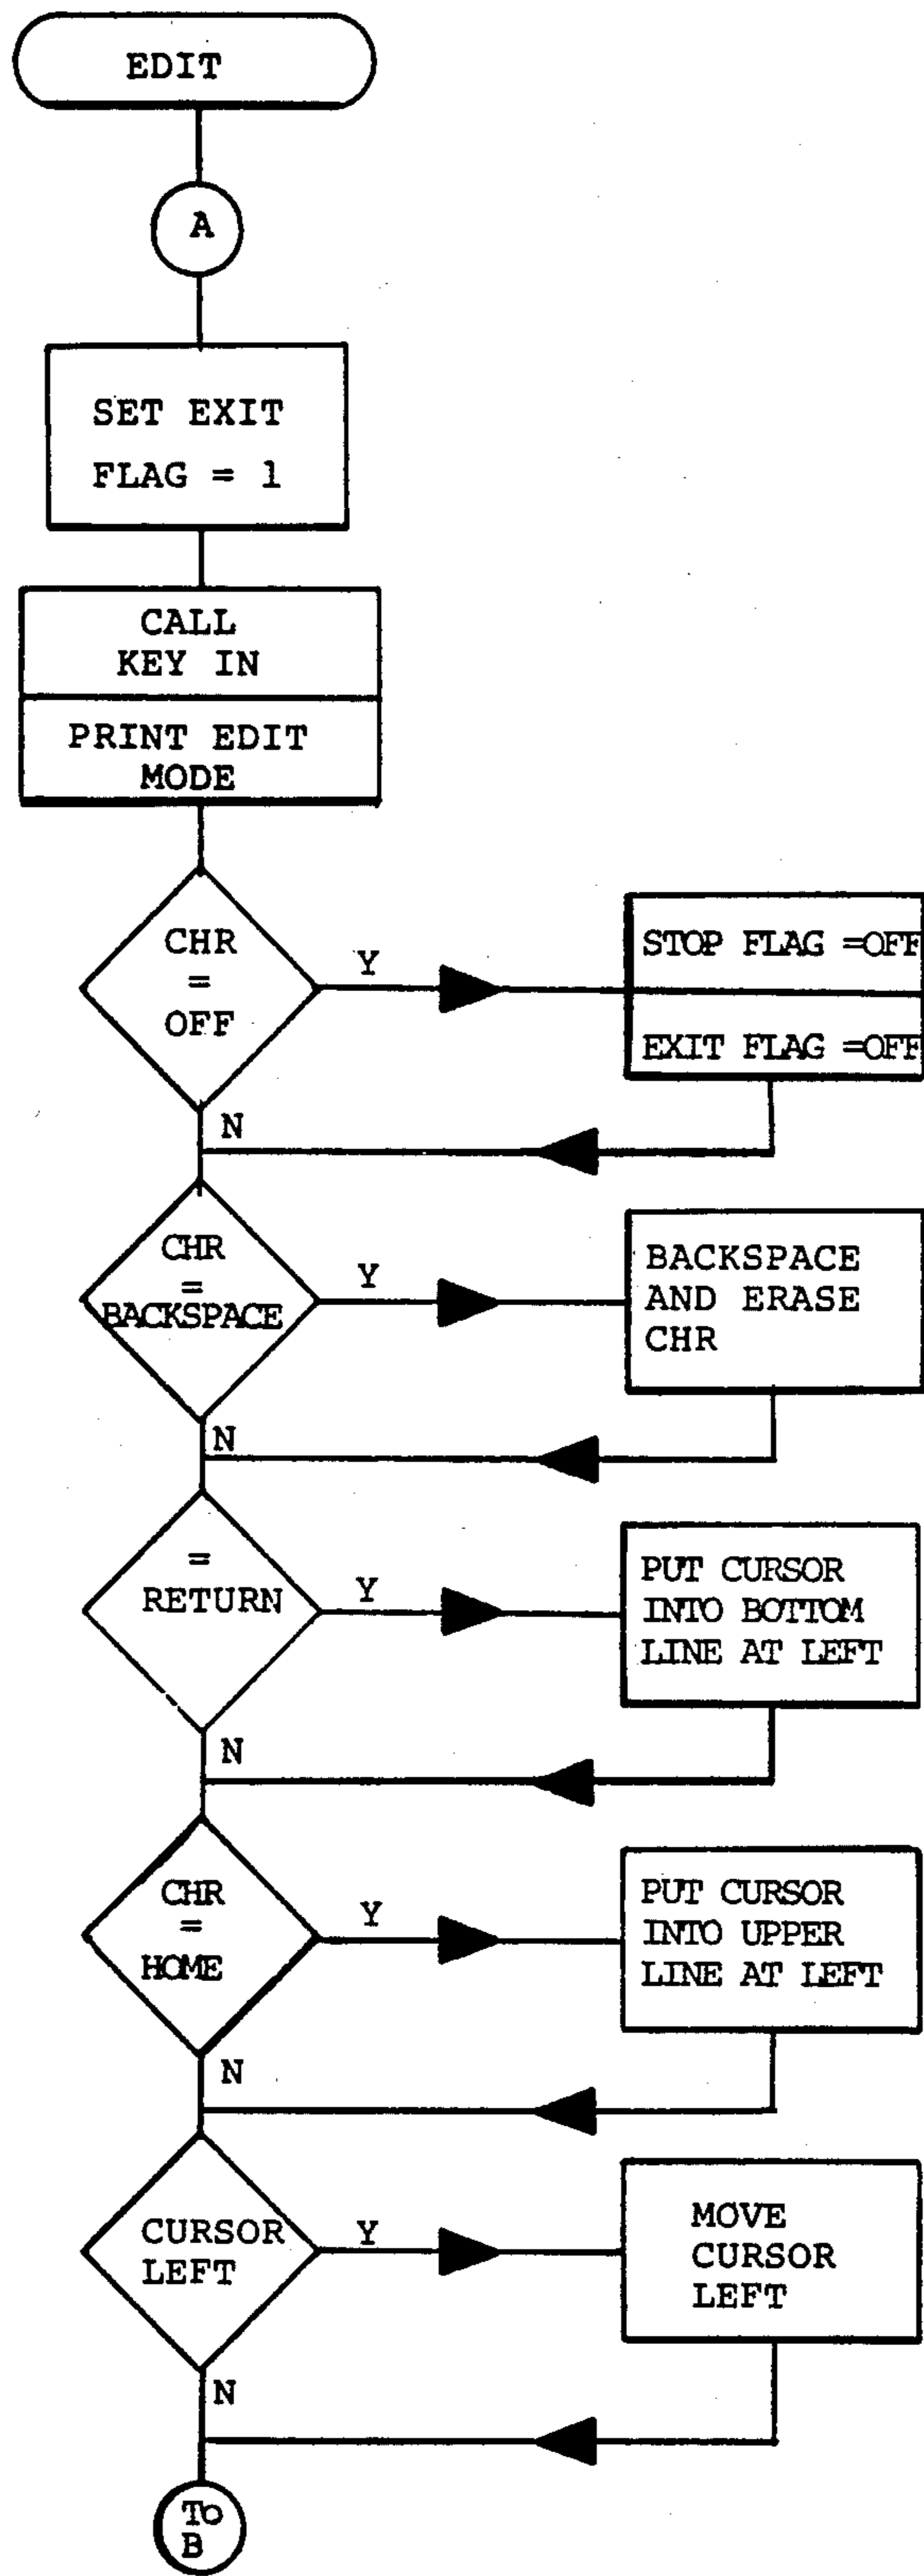 EDIT
A
SET EXIT
FLAG = 1
CALL
KEY IN
PRINT EDIT
MODE
CHR
=
OFF
Y
STOP FLAG =OFF
EXIT FLAG =OFF
N
CHR
=
BACKSPACE
Y
BACKSPACE
AND ERASE
CHR
N
=
RETURN
Y
PUT CURSOR
INTO BOTTOM
LINE AT LEFT
N
CHR
=
HOME
Y
PUT CURSOR
INTO UPPER
LINE AT LEFT
N
CURSOR
LEFT
Y
MOVE
CURSOR
LEFT
N
TO
B